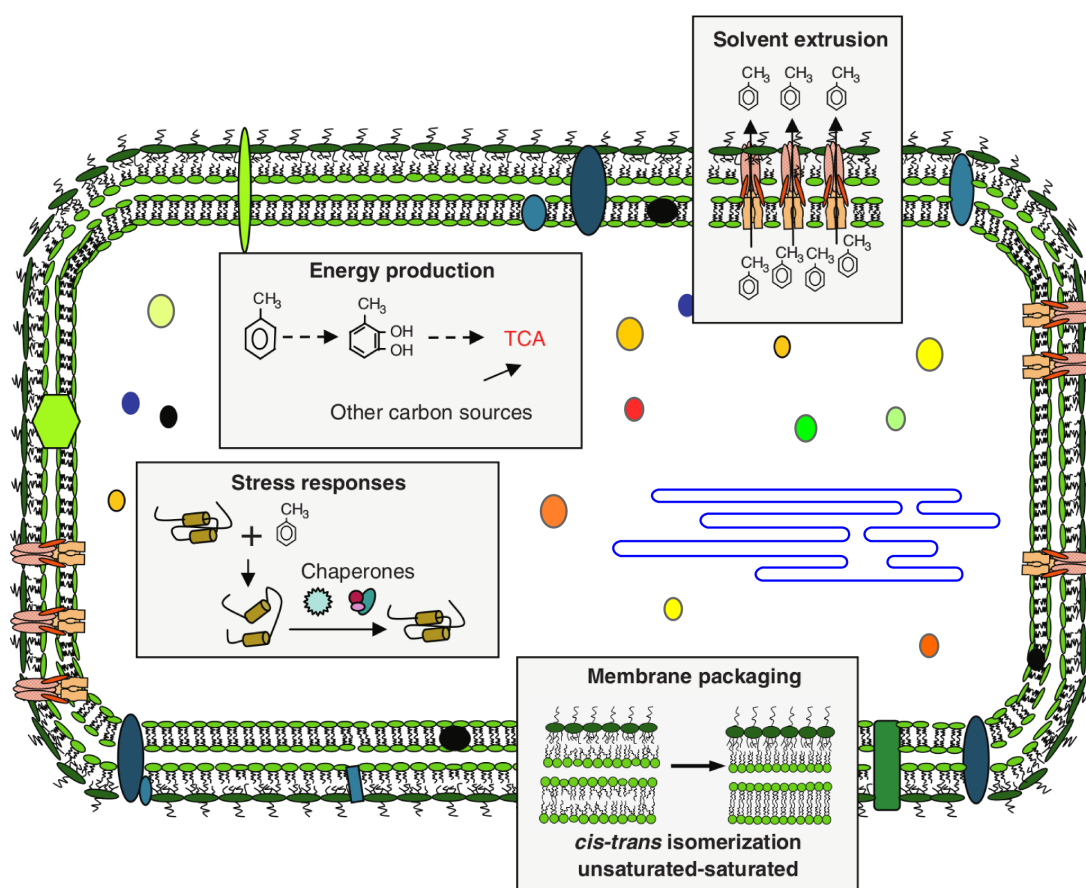 Solvent extrusion
CH3 CH3 CH3
CH3
CH3
CH3
CH3
Energy production
CH3
CH3
OH
OH
TCA
Other carbon sources
Stress responses
CH3
+
Chaperones
Membrane packaging
cis-trans isomerization
unsaturated-saturated